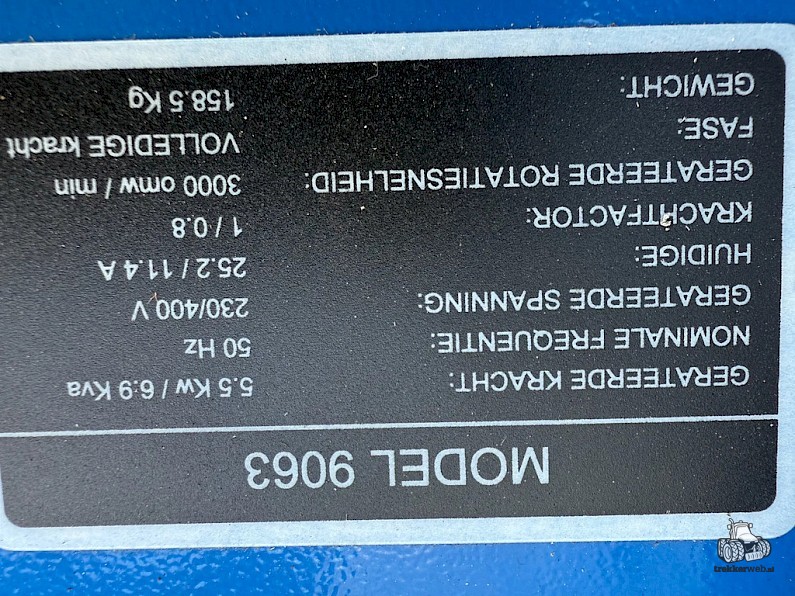 MODEL 9063
GERATEERDE KRACHT: 5.5 Kw / 6:9 Kva
NOMINALE FREQUENTIE: 50 Hz
GERATEERDE SPANNING: 230/400 V
HUIDIGE: 25.2 / 11.4 A
KRACHTFACTOR: 1 / 0.8
GERATEERDE ROTATIESNELHEID: 3000 omw / min
FASE: VOLLEDIGE kracht
GEWICHT: 158.5 Kg
trekkerweb.nl